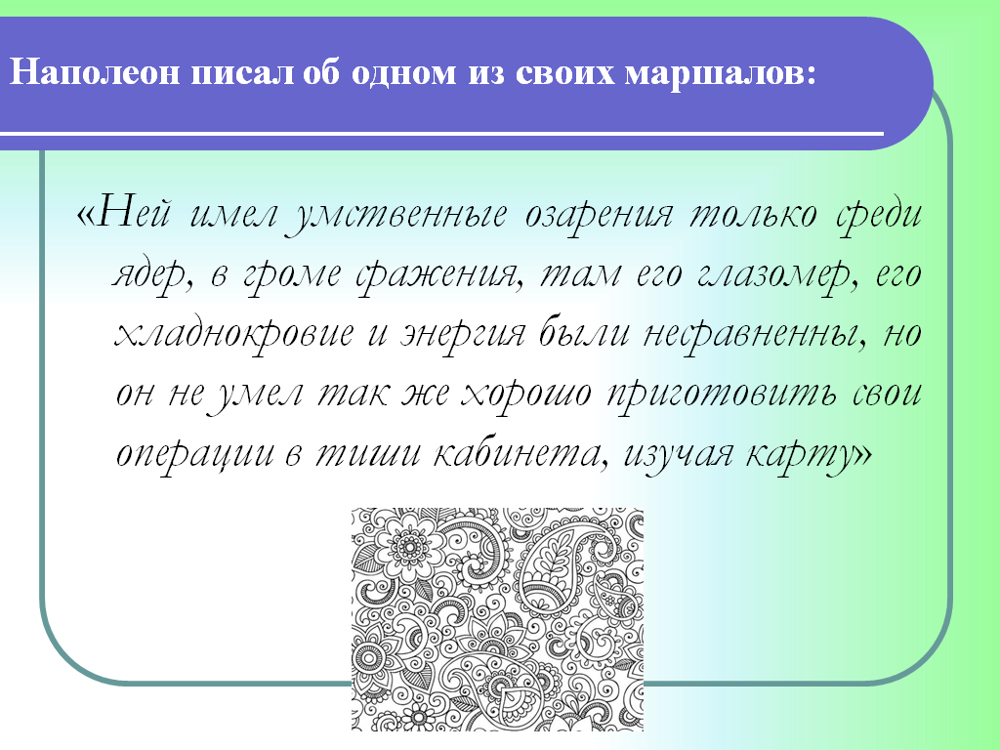 Наполеон писал об одном из своих маршалов:
«Ней имел умственные озарения только среди
ядер, в громе сражения, там его глазомер, его
хладнокровие и энергия были несравненны, но
он не умел так же хорошо приготовить свои
операции в тиши кабинета, изучая карту»